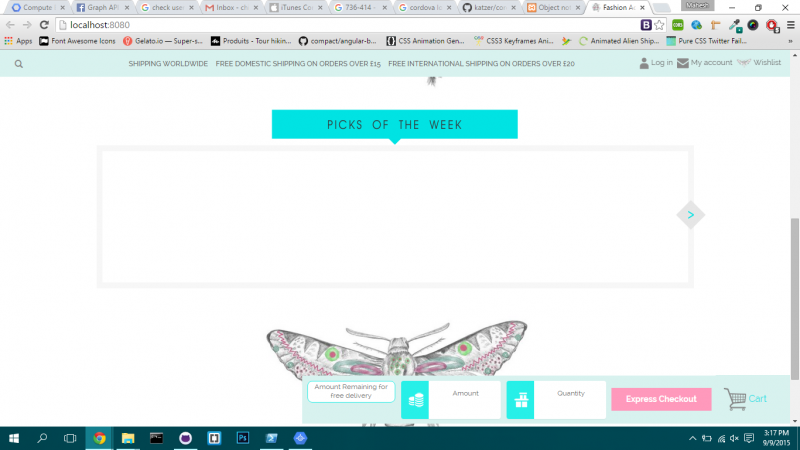 Compute
Graph API
check use
Inbox - ch
iTunes Co
736-414 -
cordova lo
katzer/cor
Object no
Fashion A
Mahesh
localhost:8080
Apps
Font Awesome Icons
Gelato.io — Super-s...
Produits - Tour hikin...
compact/angular-b...
CSS Animation Gen...
CSS3 Keyframes Ani...
Animated Alien Ship...
Pure CSS Twitter Fail...
SHIPPING WORLDWIDE FREE DOMESTIC SHIPPING ON ORDERS OVER £15 FREE INTERNATIONAL SHIPPING ON ORDERS OVER £20
Log in
My account
Wishlist
PICKS OF THE WEEK
>
Amount Remaining for
free delivery
Amount
Quantity
Express Checkout
Cart
3:17 PM
9/9/2015